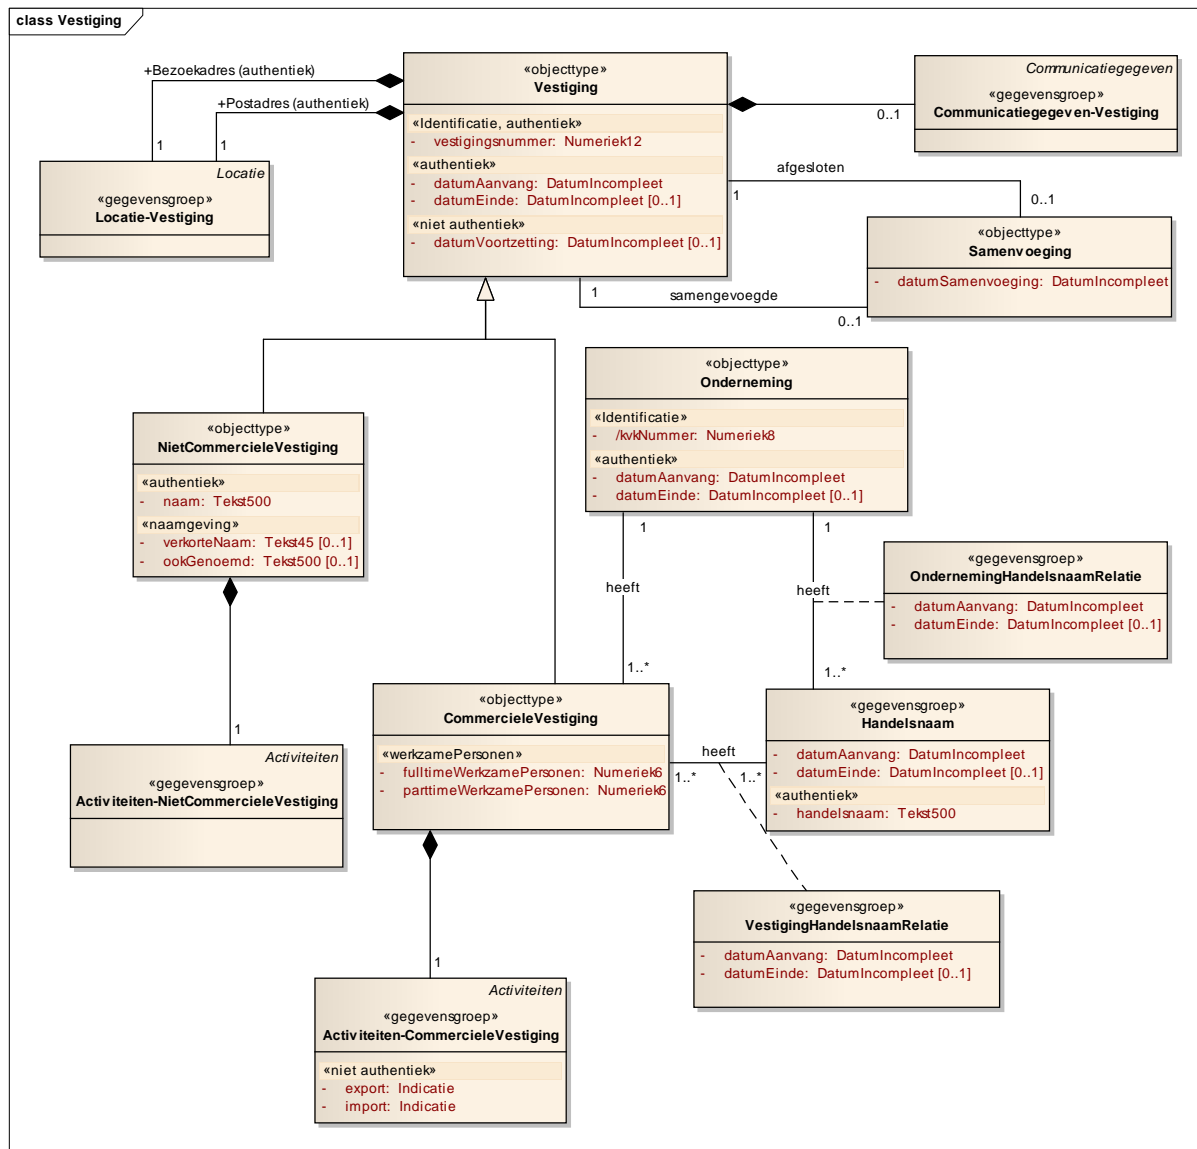 class Vestiging
+Bezoekadres (authentiek)
+Postadres (authentiek)
1
1
Locatie
«gegevensgroep»
Locatie-Vestiging
«objecttype»
Vestiging
«Identificatie, authentiek»
- vestigingsnummer: Numeriek12
«authentiek»
- datumAanvang: DatumIncompleet
- datumEinde: DatumIncompleet [0..1]
«niet authentiek»
- datumVoortzetting: DatumIncompleet [0..1]
0..1
Communicatiegegeven
«gegevensgroep»
Communicatiegegeven-Vestiging
afgesloten
1
0..1
«objecttype»
Samenvoeging
- datumSamenvoeging: DatumIncompleet
1
samengevoegde
0..1
«objecttype»
Onderneming
«Identificatie»
- /kvkNummer: Numeriek8
«authentiek»
- datumAanvang: DatumIncompleet
- datumEinde: DatumIncompleet [0..1]
«objecttype»
NietCommercieleVestiging
«authentiek»
- naam: Tekst500
«naamgeving»
- verkorteNaam: Tekst45 [0..1]
- ookGenoemd: Tekst500 [0..1]
1
heeft
1..*
1
heeft
1..*
«gegevensgroep»
OndernemingHandelsnaamRelatie
- datumAanvang: DatumIncompleet
- datumEinde: DatumIncompleet [0..1]
1
Activiteiten
«gegevensgroep»
Activiteiten-NietCommercieleVestiging
«objecttype»
CommercieleVestiging
«werkzamePersonen»
- fulltimeWerkzamePersonen: Numeriek6
- parttimeWerkzamePersonen: Numeriek6
heeft
1..*
1..*
«gegevensgroep»
Handelsnaam
- datumAanvang: DatumIncompleet
- datumEinde: DatumIncompleet [0..1]
«authentiek»
- handelsnaam: Tekst500
«gegevensgroep»
VestigingHandelsnaamRelatie
- datumAanvang: DatumIncompleet
- datumEinde: DatumIncompleet [0..1]
1
Activiteiten
«gegevensgroep»
Activiteiten-CommercieleVestiging
«niet authentiek»
- export: Indicatie
- import: Indicatie